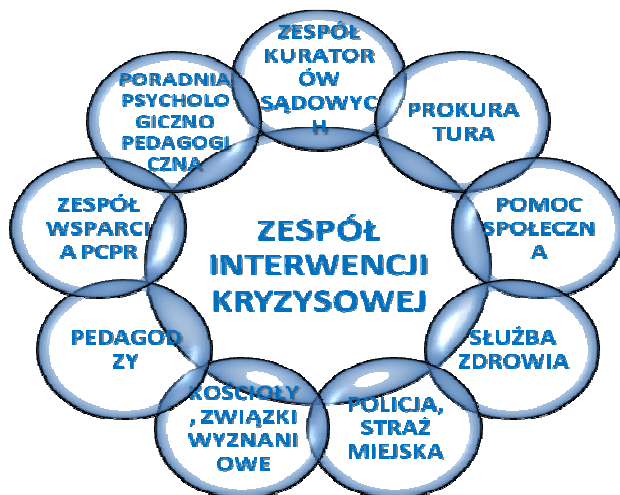 ZESPÓŁ
KURATOR
ÓW
SĄDOWYC
H
PROKURA
TURA
POMOC
SPOŁECZN
A
SŁUŻBA
ZDROWIA
POLICJA,
STRAŻ
MIEJSKA
KOŚCIOŁY
, ZWIĄZKI
WYZNANI
OWE
PEDAGOD
ZY
ZESPÓŁ
WSPARCI
A PCPR
PORADNIA
PSYCHOLO
GICZNO
PEDAGOGI
CZNA
ZESPÓŁ
INTERWENCJI
KRYZYSOWEJ